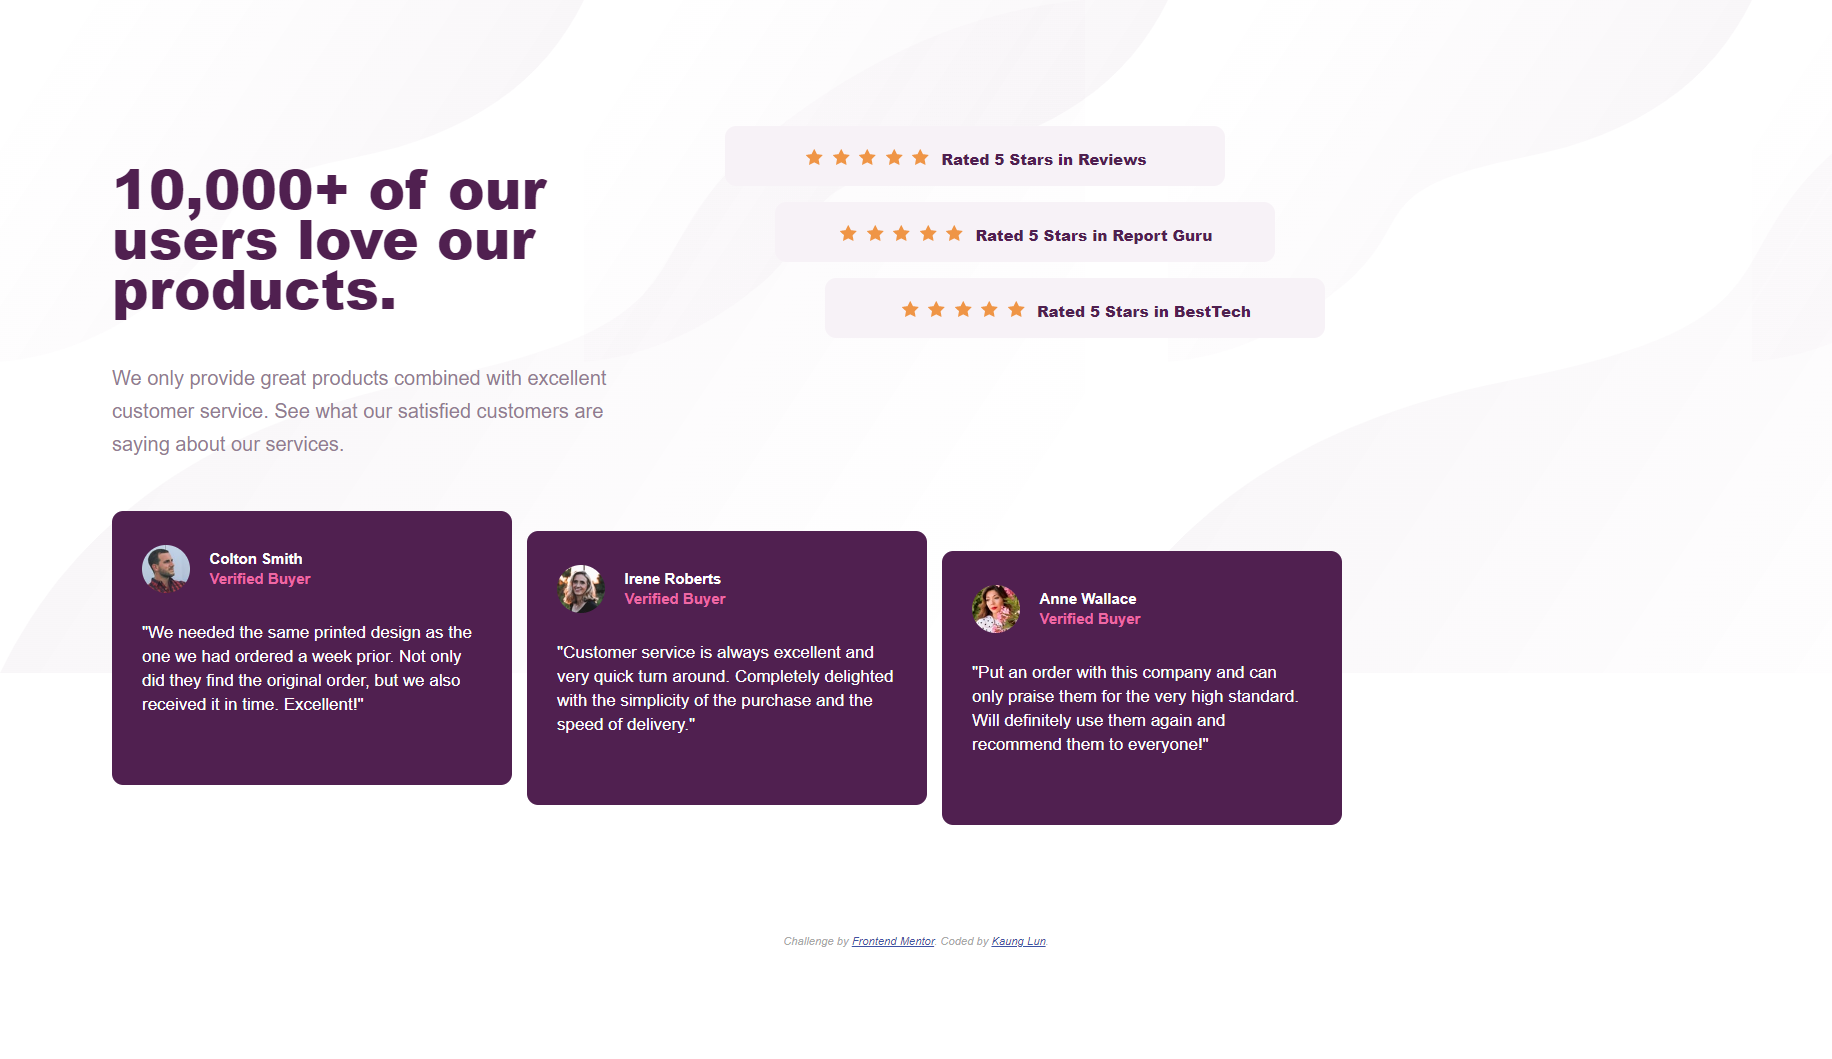 10,000+ of our
users love our
products.
We only provide great products combined with excellent
customer service. See what our satisfied customers are
saying about our services.
Rated 5 Stars in Reviews
Rated 5 Stars in Report Guru
Rated 5 Stars in BestTech
Colton Smith
Verified Buyer
"We needed the same printed design as the
one we had ordered a week prior. Not only
did they find the original order, but we also
received it in time. Excellent!"
Irene Roberts
Verified Buyer
"Customer service is always excellent and
very quick turn around. Completely delighted
with the simplicity of the purchase and the
speed of delivery."
Anne Wallace
Verified Buyer
"Put an order with this company and can
only praise them for the very high standard.
Will definitely use them again and
recommend them to everyone!"
Challenge by Frontend Mentor. Coded by Kaung Lun.